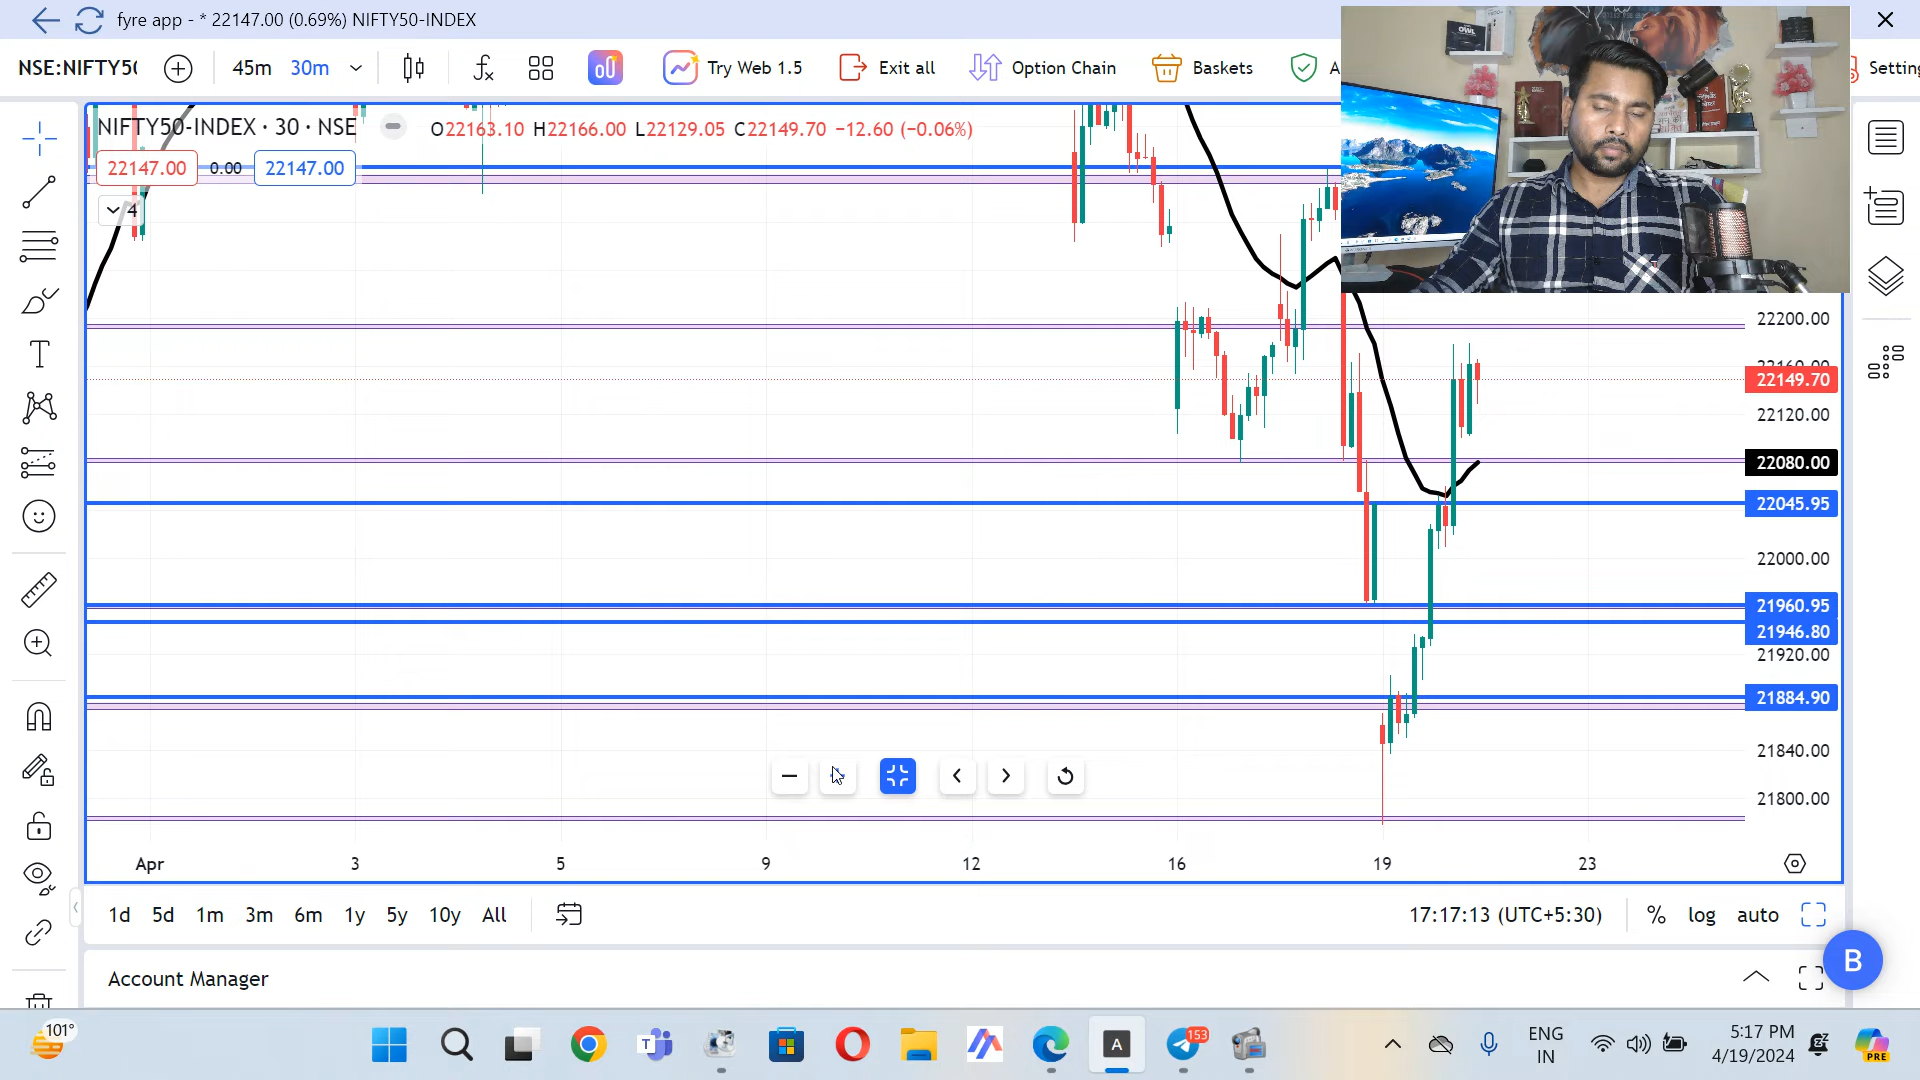 fyre app - * 22147.00 (0.69%) NIFTY50-INDEX
45m 30m Try Web 1.5 Exit all Option Chain Baskets
NIFTY50-INDEX · 30 · NSE O22163.10 H22166.00 L22129.05 C22149.70 −12.60 (−0.06%)
22147.00 0.00 22147.00
4
22200.00
22149.70
22120.00
22080.00
22045.95
22000.00
21960.95
21946.80
21920.00
21884.90
21840.00
21800.00
Apr 3 5 9 12 16 19 23
1d 5d 1m 3m 6m 1y 5y 10y All 17:17:13 (UTC+5:30) % log auto
B
Account Manager
101°
153
A
ENG
IN
5:17 PM
4/19/2024
PRE
OWL